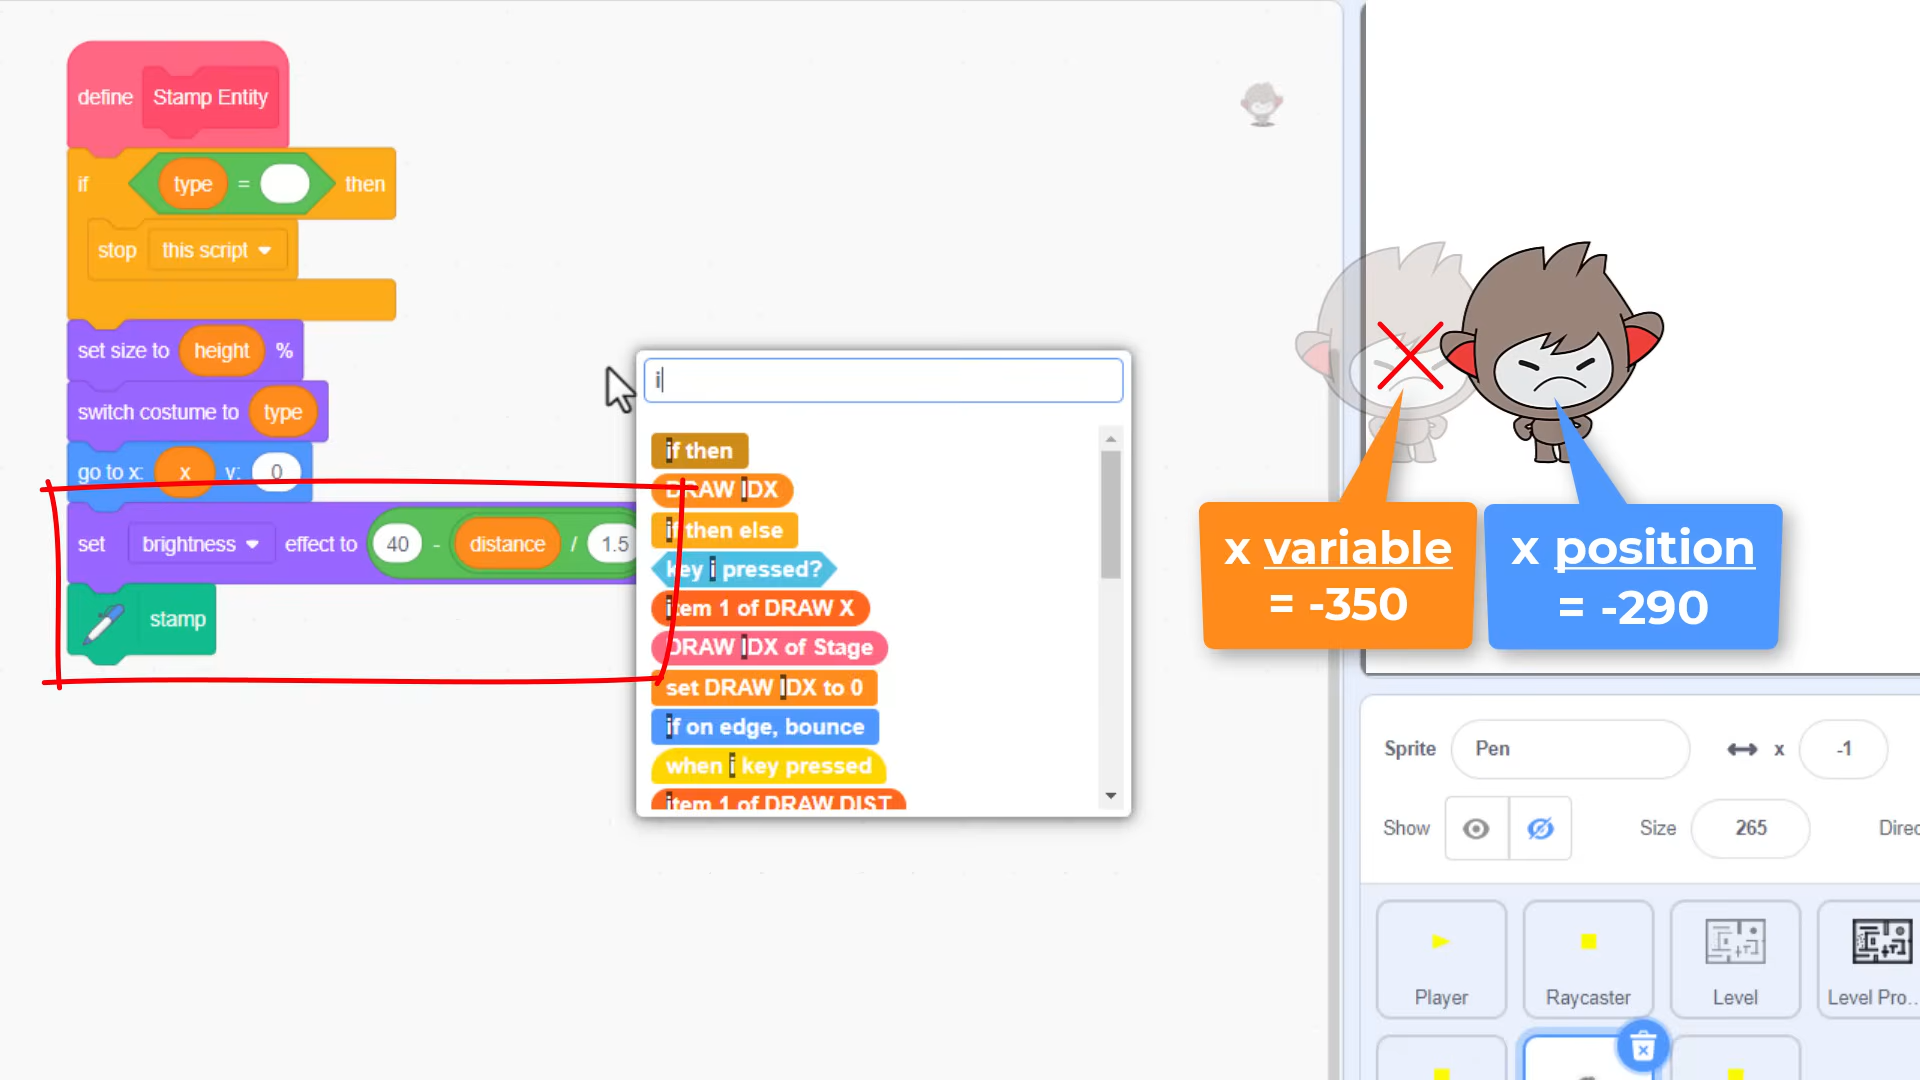 define Stamp Entity
if type = then
stop this script
set size to height %
switch costume to type
go to x: x y: 0
set brightness effect to 40 - distance / 1.5
stamp
i
if then
DRAW IDX
if then else
key i pressed?
item 1 of DRAW X
DRAW IDX of Stage
set DRAW IDX to 0
if on edge, bounce
when i key pressed
item 1 of DRAW DIST
x variable
= -350
x position
= -290
Sprite Pen x -1
Show Size 265 Direc
Player Raycaster Level Level Pro...